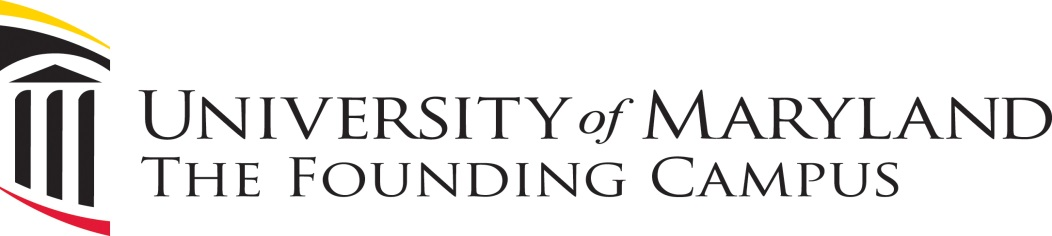 UNIVERSITY of MARYLAND
THE FOUNDING CAMPUS